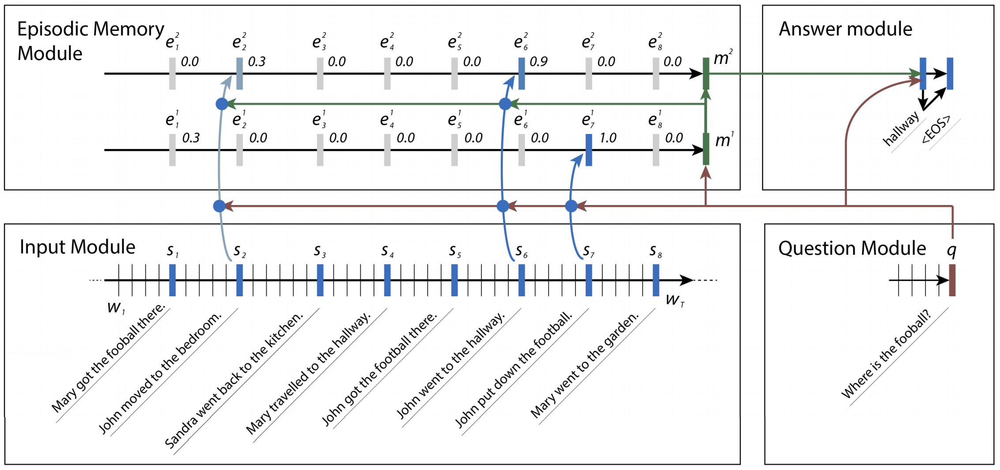 Episodic Memory
Module
e₁² e₂² e₃² e₄² e₅² e₆² e₇² e₈²
0.0 0.3 0.0 0.0 0.0 0.9 0.0 0.0 m²
e₁¹ e₂¹ e₃¹ e₄¹ e₅¹ e₆¹ e₇¹ e₈¹
0.3 0.0 0.0 0.0 0.0 0.0 1.0 0.0 m¹
Answer module
hallway
<EOS>
Input Module
s₁ s₂ s₃ s₄ s₅ s₆ s₇ s₈
w₁ w_T
Mary got the fooball there.
John moved to the bedroom.
Sandra went back to the kitchen.
Mary travelled to the hallway.
John got the football there.
John went to the hallway.
John put down the football.
Mary went to the garden.
Question Module
q
Where is the fooball?